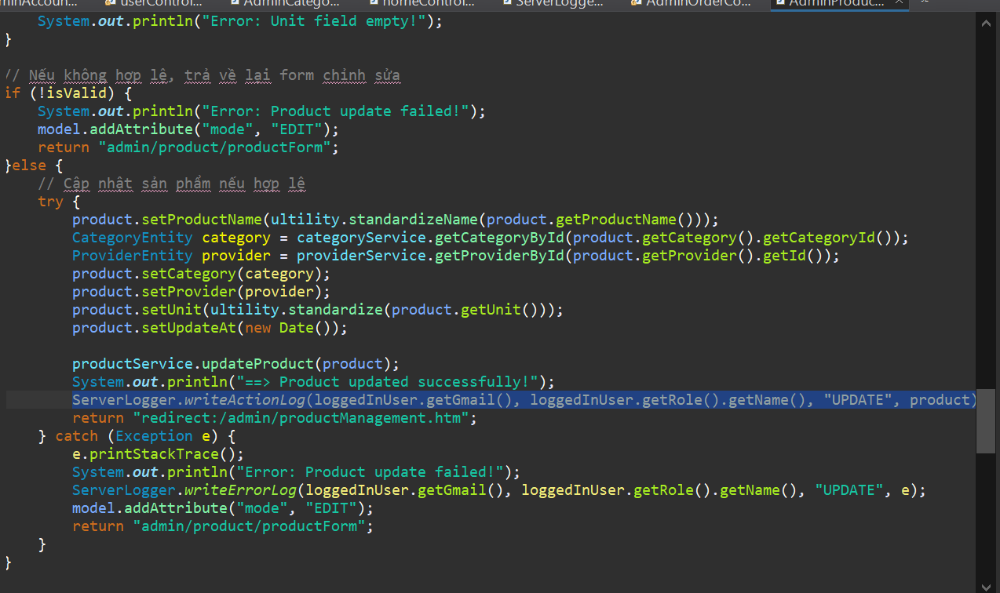 minAccoun...   userControl...   AdminCatego...   homeControl...   ServerLogge...   AdminOrderCo...   AdminProduc...
    System.out.println("Error: Unit field empty!");
}
// Nếu không hợp lệ, trả về lại form chỉnh sửa
if (!isValid) {
    System.out.println("Error: Product update failed!");
    model.addAttribute("mode", "EDIT");
    return "admin/product/productForm";
}else {
    // Cập nhật sản phẩm nếu hợp lệ
    try {
        product.setProductName(ultility.standardizeName(product.getProductName()));
        CategoryEntity category = categoryService.getCategoryById(product.getCategory().getCategoryId());
        ProviderEntity provider = providerService.getProviderById(product.getProvider().getId());
        product.setCategory(category);
        product.setProvider(provider);
        product.setUnit(ultility.standardize(product.getUnit()));
        product.setUpdateAt(new Date());
        productService.updateProduct(product);
        System.out.println("==> Product updated successfully!");
        ServerLogger.writeActionLog(loggedInUser.getGmail(), loggedInUser.getRole().getName(), "UPDATE", product)
        return "redirect:/admin/productManagement.htm";
    } catch (Exception e) {
        e.printStackTrace();
        System.out.println("Error: Product update failed!");
        ServerLogger.writeErrorLog(loggedInUser.getGmail(), loggedInUser.getRole().getName(), "UPDATE", e);
        model.addAttribute("mode", "EDIT");
        return "admin/product/productForm";
    }
}